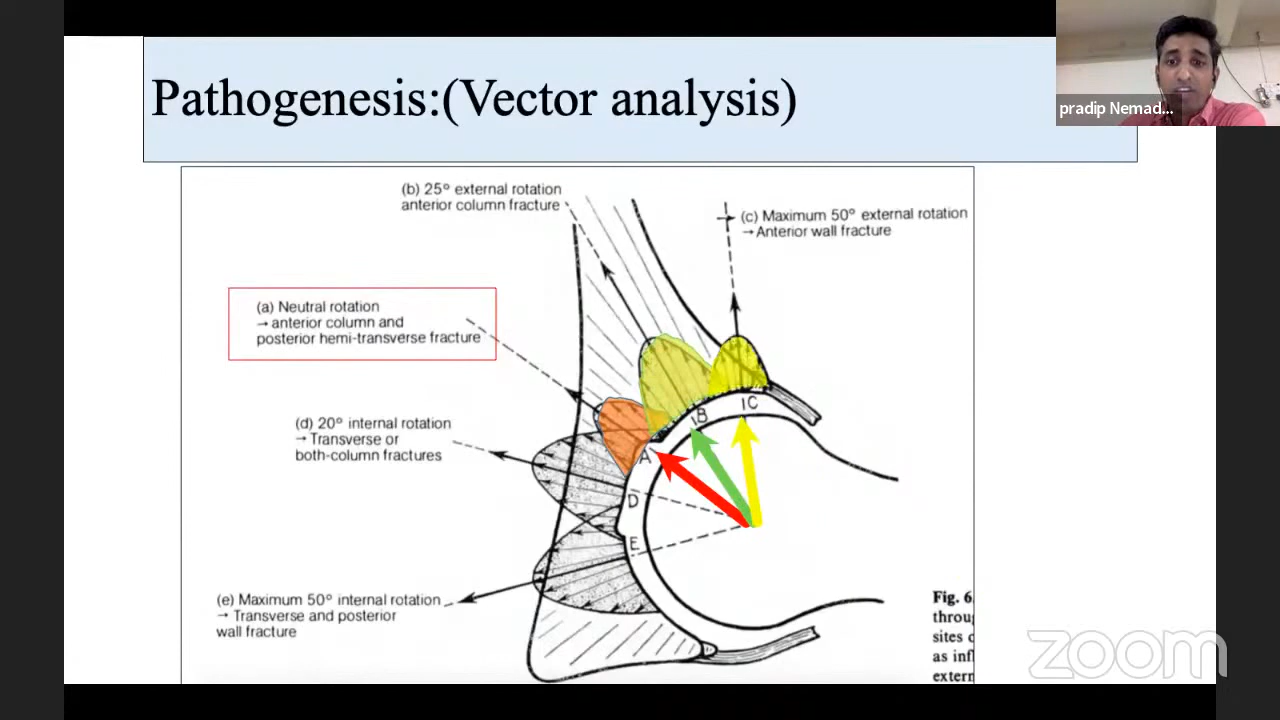 Pathogenesis:(Vector analysis)
pradip Nemad...
(b) 25° external rotation
anterior column fracture
(c) Maximum 50° external rotation
→ Anterior wall fracture
(a) Neutral rotation
→ anterior column and
posterior hemi-transverse fracture
(d) 20° internal rotation
→ Transverse or
both-column fractures
(e) Maximum 50° internal rotation
→ Transverse and posterior
wall fracture
A
B
C
D
E
Fig. 6
throu
sites
as inf
extern
zoom